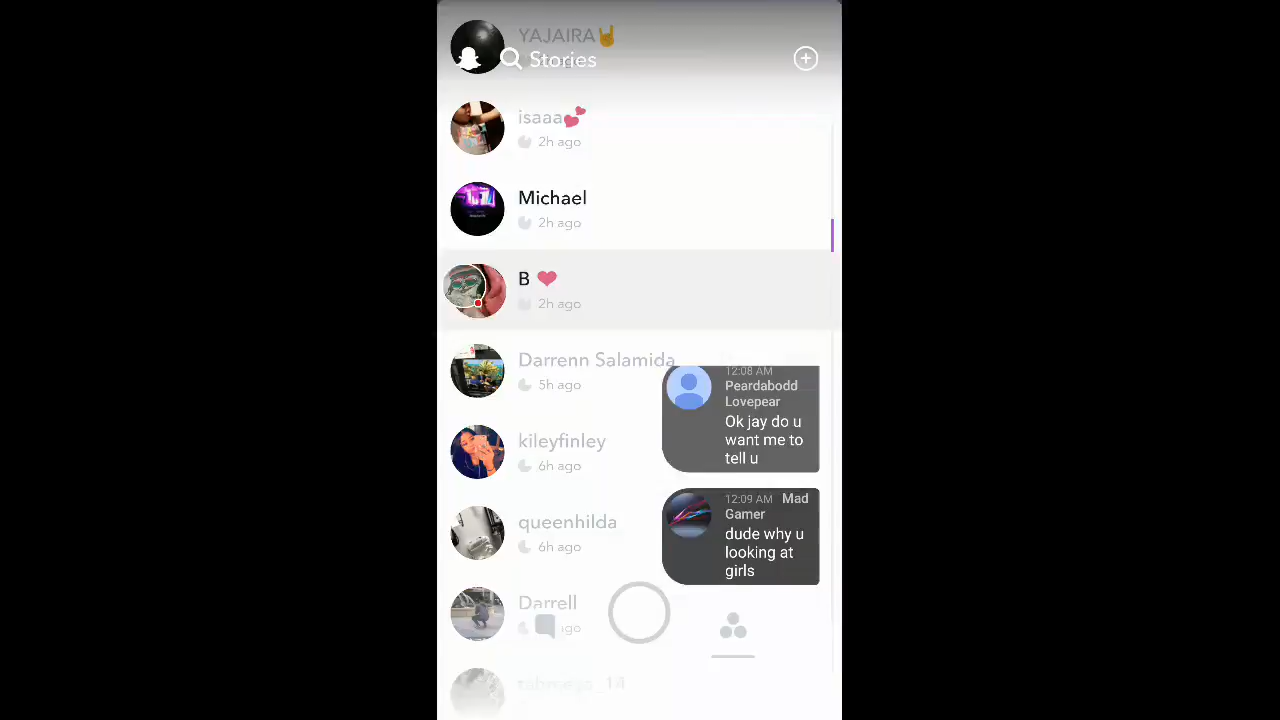 YAJAIRA🤘
Stories
isaaa💕
2h ago
Michael
2h ago
B ❤
2h ago
Darrenn Salamida
5h ago
12:08 AM
Peardabodd
Lovepear
Ok jay do u
want me to
tell u
kileyfinley
6h ago
12:09 AM Mad
Gamer
dude why u
looking at
girls
queenhilda
6h ago
Darrell
ago